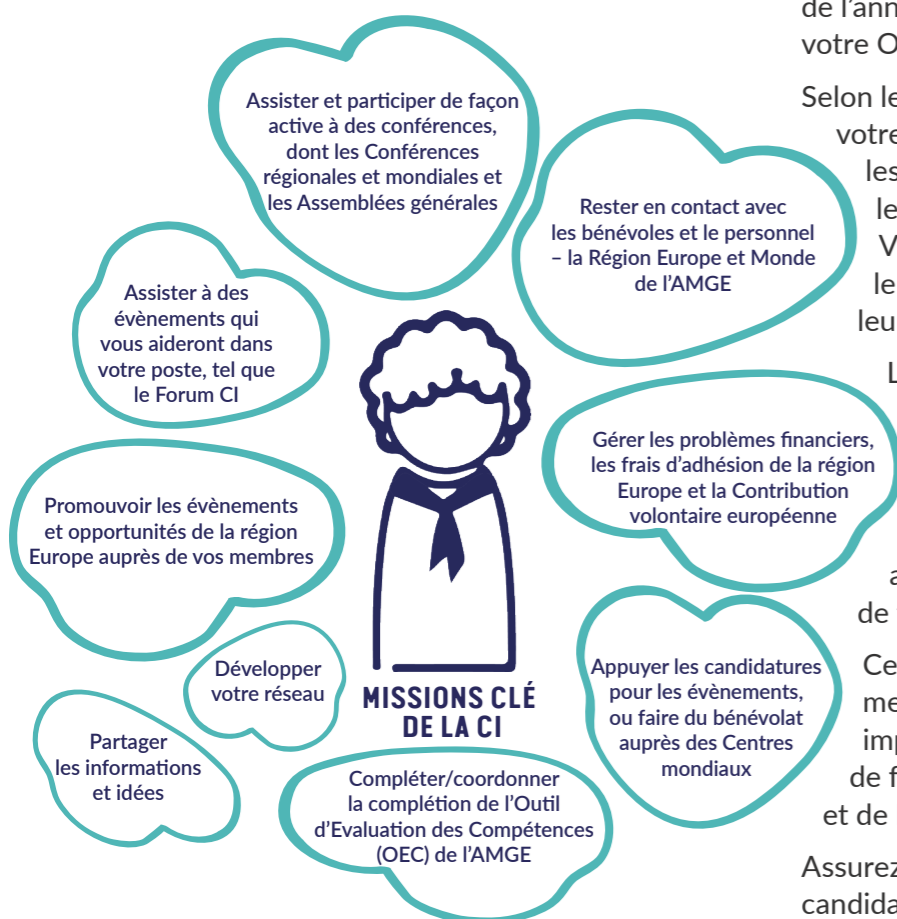 Assister et participer de façon
active à des conférences,
dont les Conférences
régionales et mondiales et
les Assemblées générales
Rester en contact avec
les bénévoles et le personnel
– la Région Europe et Monde
de l'AMGE
Assister à des
évènements qui
vous aideront dans
votre poste, tel que
le Forum CI
Gérer les problèmes financiers,
les frais d'adhésion de la région
Europe et la Contribution
volontaire européenne
Promouvoir les évènements
et opportunités de la région
Europe auprès de vos membres
Développer
votre réseau
Appuyer les candidatures
pour les évènements,
ou faire du bénévolat
auprès des Centres
mondiaux
Partager
les informations
et idées
Compléter/coordonner
la complétion de l'Outil
d'Evaluation des Compétences
(OEC) de l'AMGE
MISSIONS CLÉ
DE LA CI
de l'ann
votre O
Selon le
votre
les
le
V
le
leu
L
a
de
Ce
me
imp
de f
et de
Assurez
candida